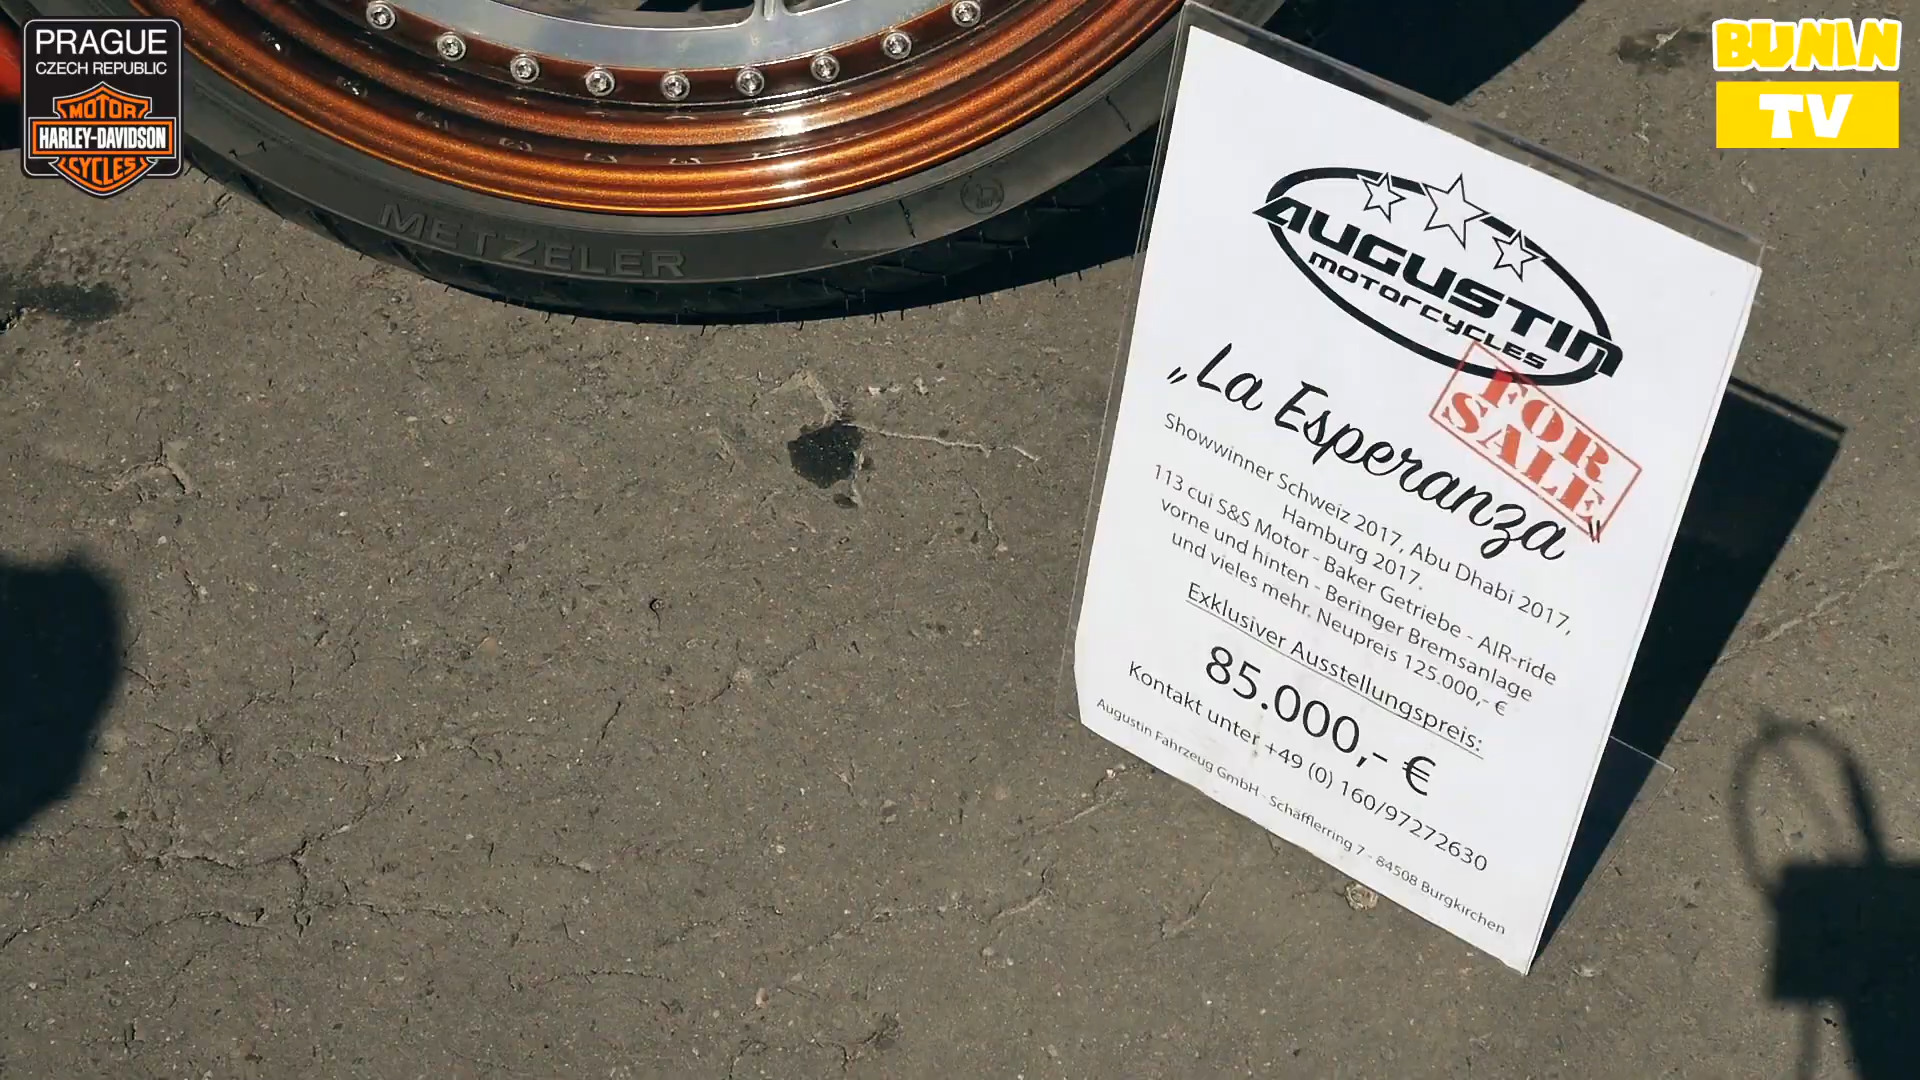 PRAGUE
CZECH REPUBLIC
MOTOR
HARLEY-DAVIDSON
CYCLES
BUNIN
TV
METZELER
AUGUSTIN
MOTORCYCLES
FOR
SALE
„La Esperanza"
Showwinner Schweiz 2017, Abu Dhabi 2017,
Hamburg 2017.
113 cui S&S Motor - Baker Getriebe - AIR-ride
vorne und hinten - Beringer Bremsanlage
und vieles mehr. Neupreis 125.000,- €
Exklusiver Ausstellungspreis:
85.000,- €
Kontakt unter +49 (0) 160/97272630
Augustin Fahrzeug GmbH - Schäfflerring 7 - 84508 Burgkirchen